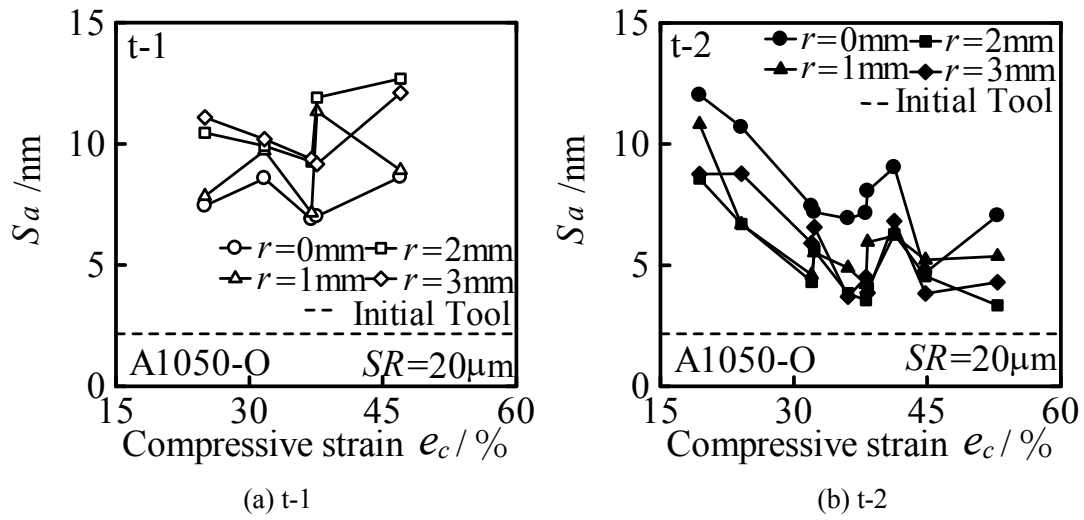 15
t-1
10
S_a /nm
5
r=0mm r=2mm
r=1mm r=3mm
Initial Tool
A1050-O SR=20μm
0
15 30 45 60
Compressive strain e_c / %
(a) t-1
15
t-2
r=0mm r=2mm
r=1mm r=3mm
Initial Tool
10
S_a /nm
5
A1050-O SR=20μm
0
15 30 45 60
Compressive strain e_c / %
(b) t-2